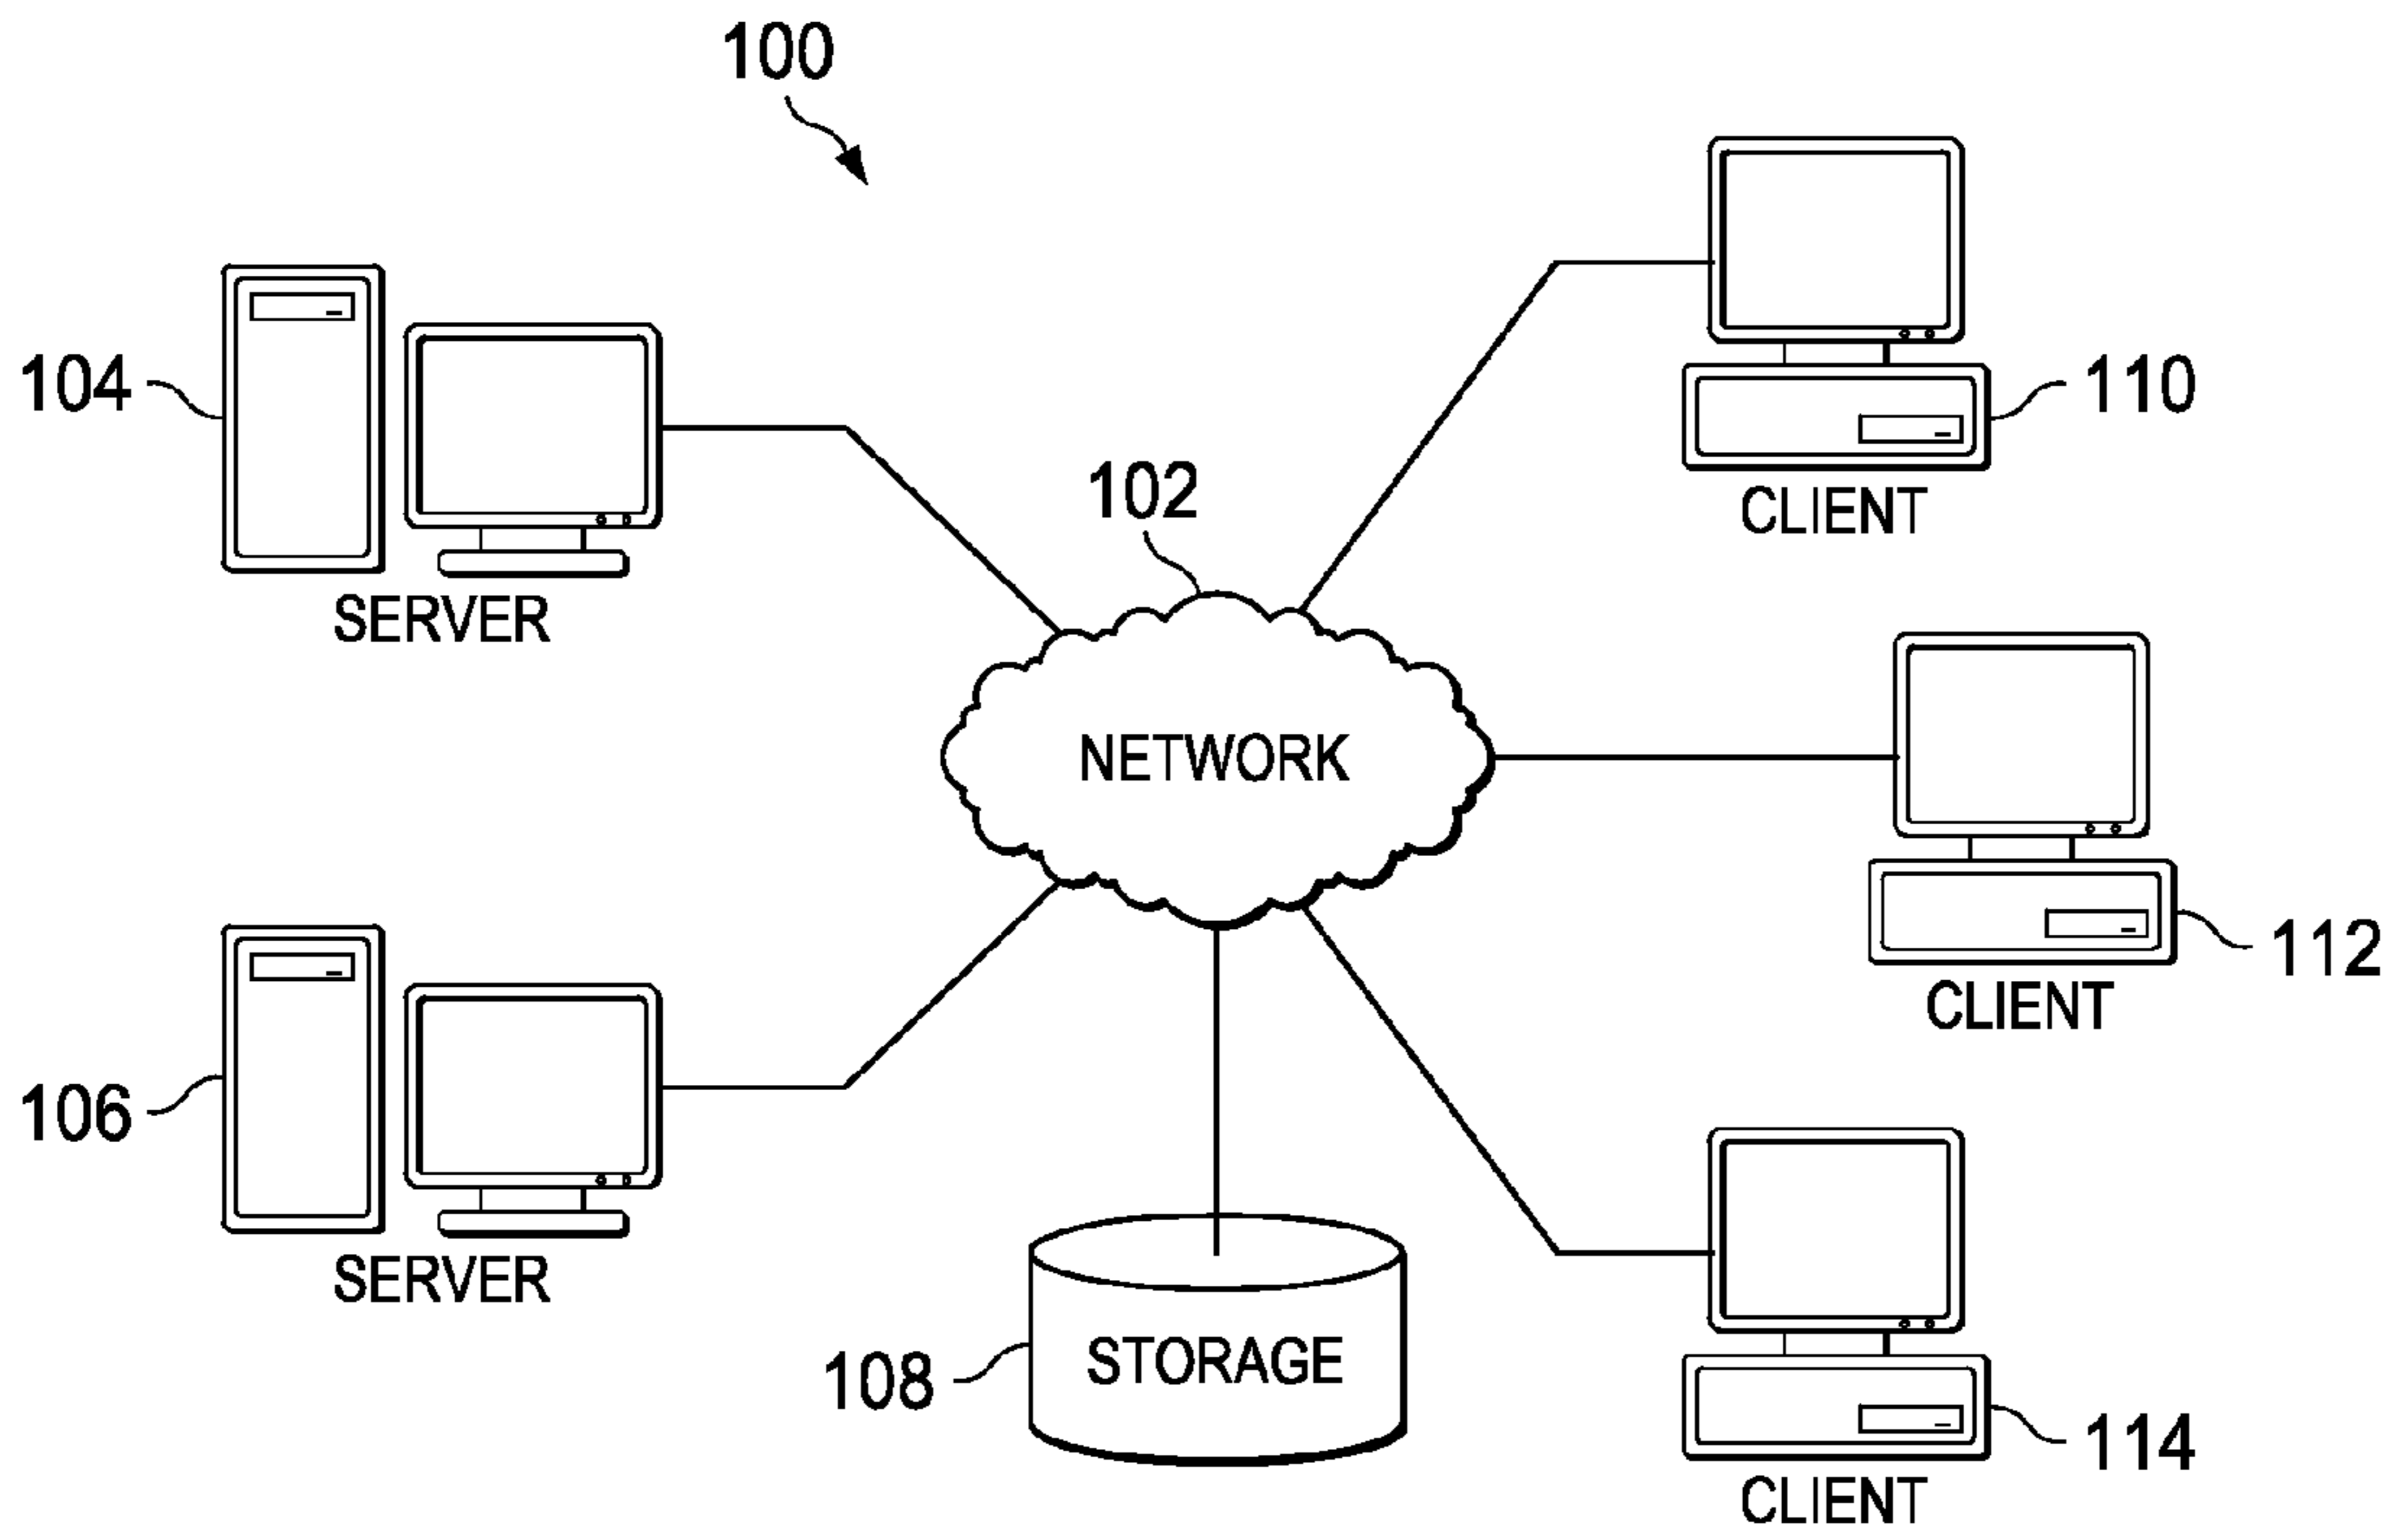 100
104
110
102
CLIENT
SERVER
NETWORK
112
CLIENT
106
SERVER
108
STORAGE
114
CLIENT